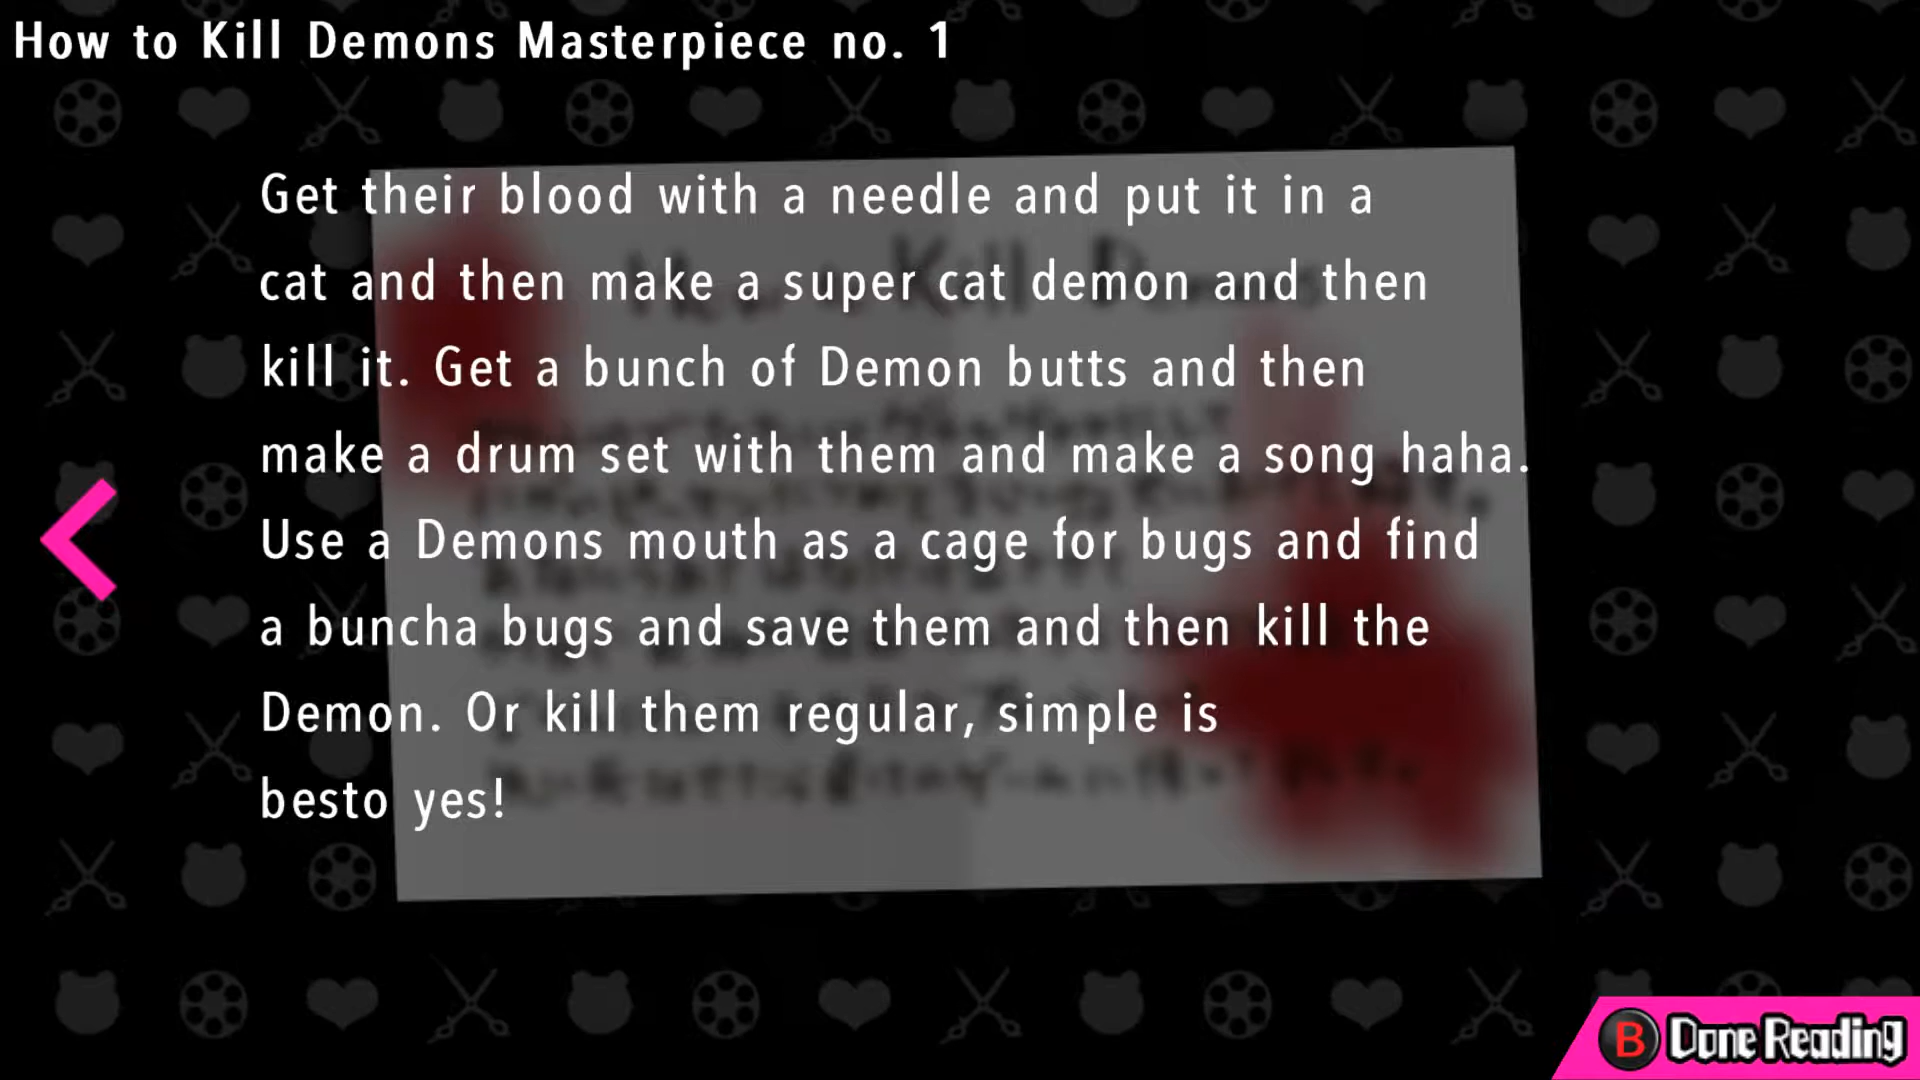 How to Kill Demons Masterpiece no. 1
Get their blood with a needle and put it in a
cat and then make a super cat demon and then
kill it. Get a bunch of Demon butts and then
make a drum set with them and make a song haha.
Use a Demons mouth as a cage for bugs and find
a buncha bugs and save them and then kill the
Demon. Or kill them regular, simple is
besto yes!
B Done Reading